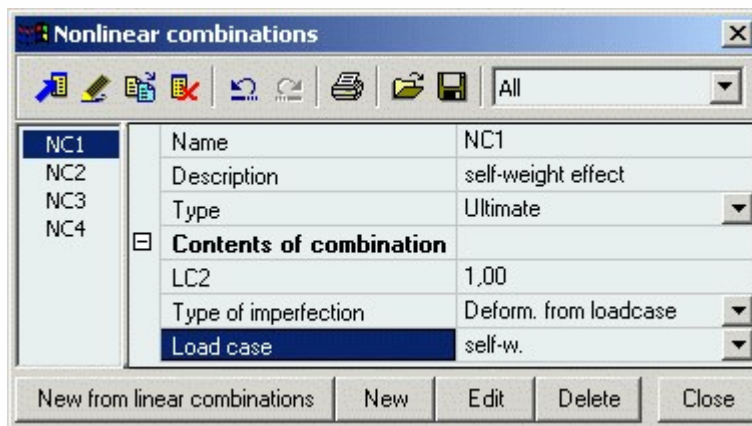 Nonlinear combinations
All
NC1
NC2
NC3
NC4
Name NC1
Description self-weight effect
Type Ultimate
Contents of combination
LC2 1,00
Type of imperfection Deform. from loadcase
Load case self-w.
New from linear combinations New Edit Delete Close